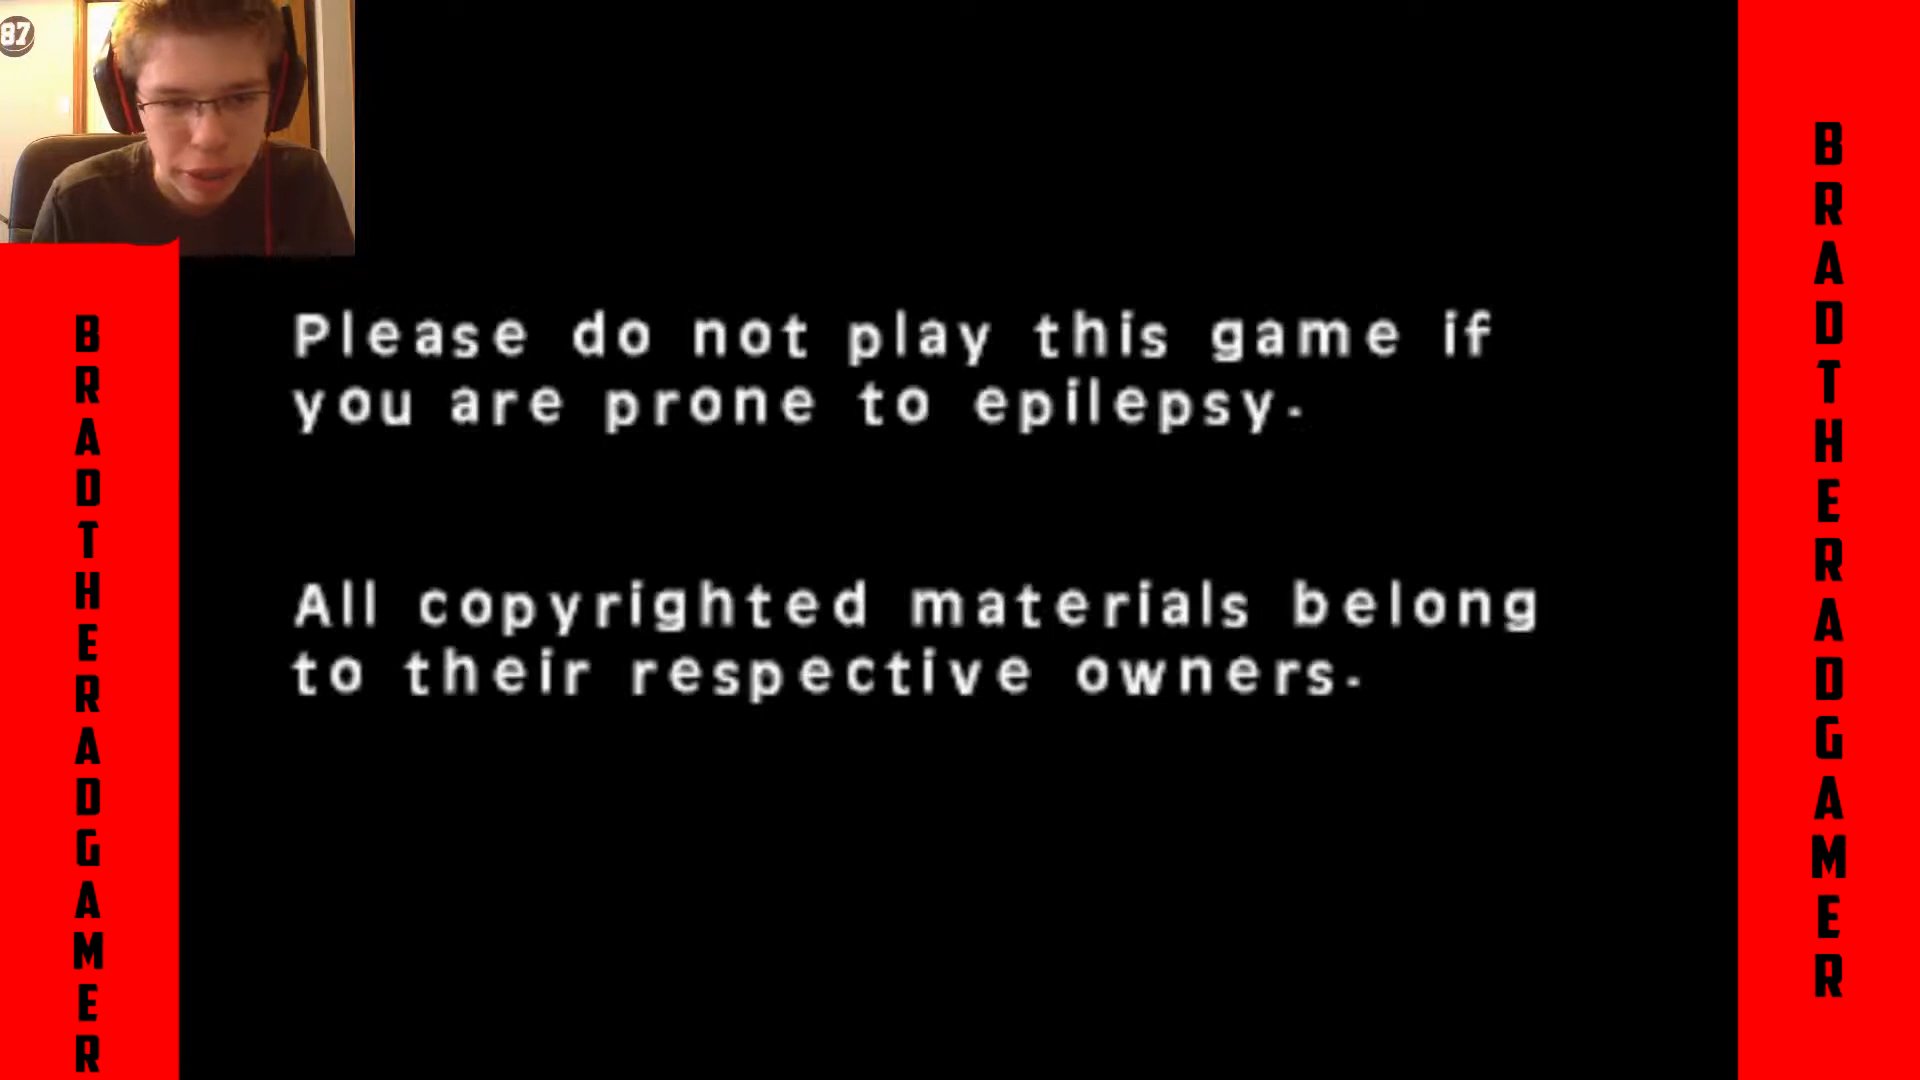 87
Please do not play this game if
you are prone to epilepsy.
All copyrighted materials belong
to their respective owners.
BRADTHERADGAMER
BRADTHERADGAMER